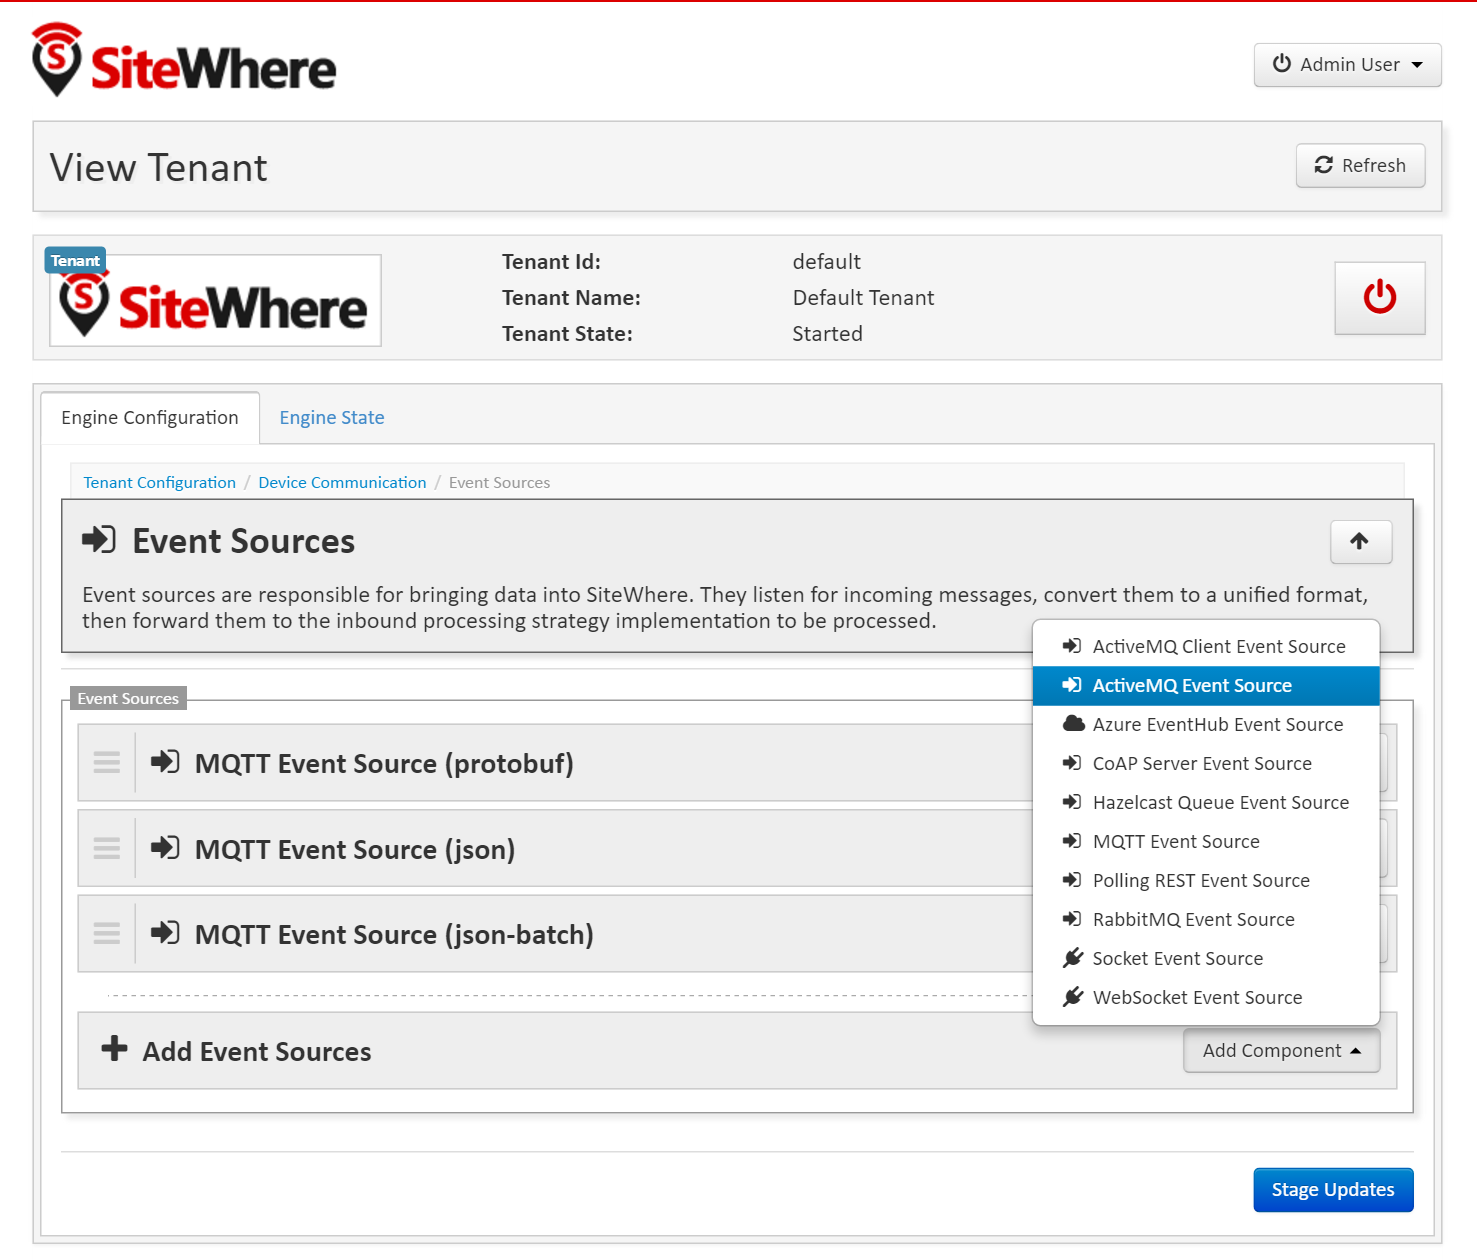 SiteWhere
Admin User
View Tenant
Refresh
Tenant
SiteWhere
Tenant Id: default
Tenant Name: Default Tenant
Tenant State: Started
Engine Configuration Engine State
Tenant Configuration / Device Communication / Event Sources
Event Sources
Event sources are responsible for bringing data into SiteWhere. They listen for incoming messages, convert them to a unified format,
then forward them to the inbound processing strategy implementation to be processed.
Event Sources
MQTT Event Source (protobuf)
MQTT Event Source (json)
MQTT Event Source (json-batch)
ActiveMQ Client Event Source
ActiveMQ Event Source
Azure EventHub Event Source
CoAP Server Event Source
Hazelcast Queue Event Source
MQTT Event Source
Polling REST Event Source
RabbitMQ Event Source
Socket Event Source
WebSocket Event Source
Add Event Sources
Add Component
Stage Updates